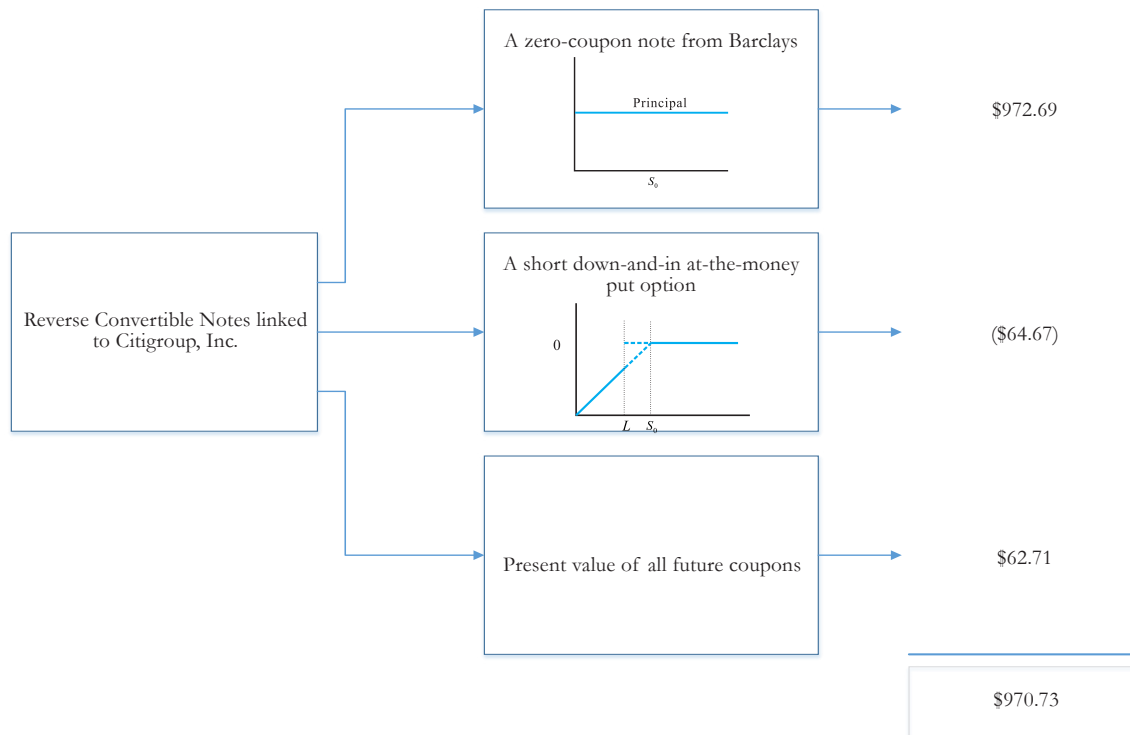 A zero-coupon note from Barclays
Principal
S₀
$972.69
Reverse Convertible Notes linked
to Citigroup, Inc.
A short down-and-in at-the-money
put option
0
L S₀
($64.67)
Present value of all future coupons
$62.71
$970.73